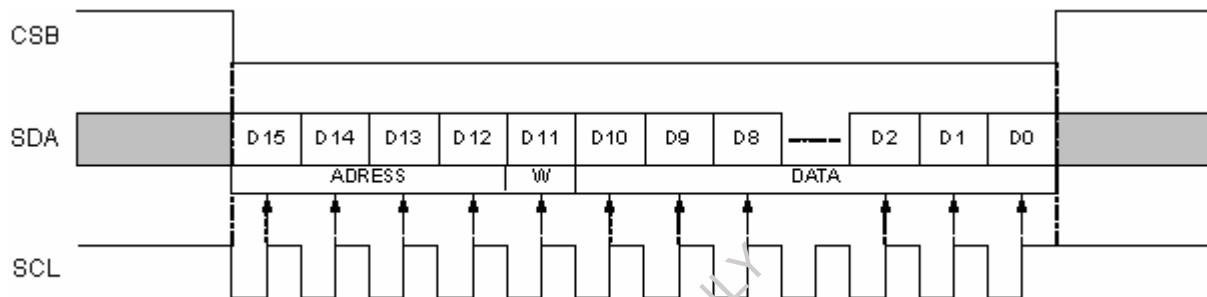 CSB
SDA D15 D14 D13 D12 D11 D10 D9 D8 D2 D1 D0
ADRESS W DATA
SCL